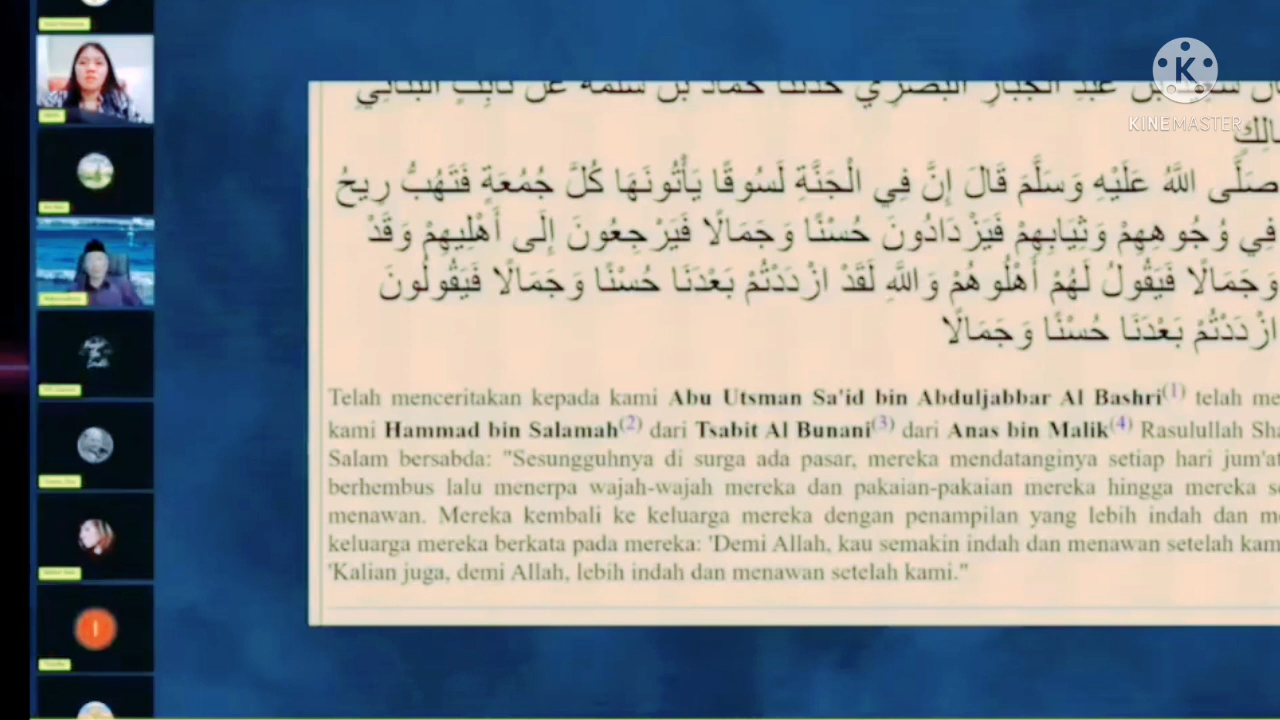 KINEMASTER
صَلَّى اللَّهُ عَلَيْهِ وَسَلَّمَ قَالَ إِنَّ فِي الْجَنَّةِ لَسُوقًا يَأْتُونَهَا كُلَّ جُمُعَةٍ فَتَهُبُّ رِيحُ
فِي وُجُوهِهِمْ وَثِيَابِهِمْ فَيَزْدَادُونَ حُسْنًا وَجَمَالًا فَيَرْجِعُونَ إِلَى أَهْلِيهِمْ وَقَدْ
وَجَمَالًا فَيَقُولُ لَهُمْ أَهْلُوهُمْ وَاللَّهِ لَقَدْ ازْدَدْتُمْ بَعْدَنَا حُسْنًا وَجَمَالًا فَيَقُولُونَ
ازْدَدْتُمْ بَعْدَنَا حُسْنًا وَجَمَالًا
Telah menceritakan kepada kami Abu Utsman Sa'id bin Abduljabbar Al Bashri(1) telah me
kami Hammad bin Salamah(2) dari Tsabit Al Bunani(3) dari Anas bin Malik(4) Rasulullah Sha
Salam bersabda: "Sesungguhnya di surga ada pasar, mereka mendatanginya setiap hari jum'at
berhembus lalu menerpa wajah-wajah mereka dan pakaian-pakaian mereka hingga mereka se
menawan. Mereka kembali ke keluarga mereka dengan penampilan yang lebih indah dan me
keluarga mereka berkata pada mereka: 'Demi Allah, kau semakin indah dan menawan setelah kam
'Kalian juga, demi Allah, lebih indah dan menawan setelah kami."